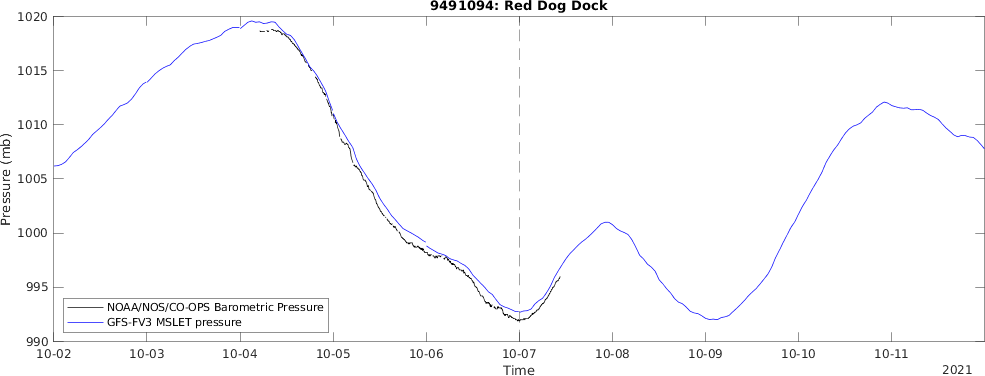 9491094: Red Dog Dock
Pressure (mb)
1020
1015
1010
1005
1000
995
990
NOAA/NOS/CO-OPS Barometric Pressure
GFS-FV3 MSLET pressure
10-02 10-03 10-04 10-05 10-06 10-07 10-08 10-09 10-10 10-11
Time
2021